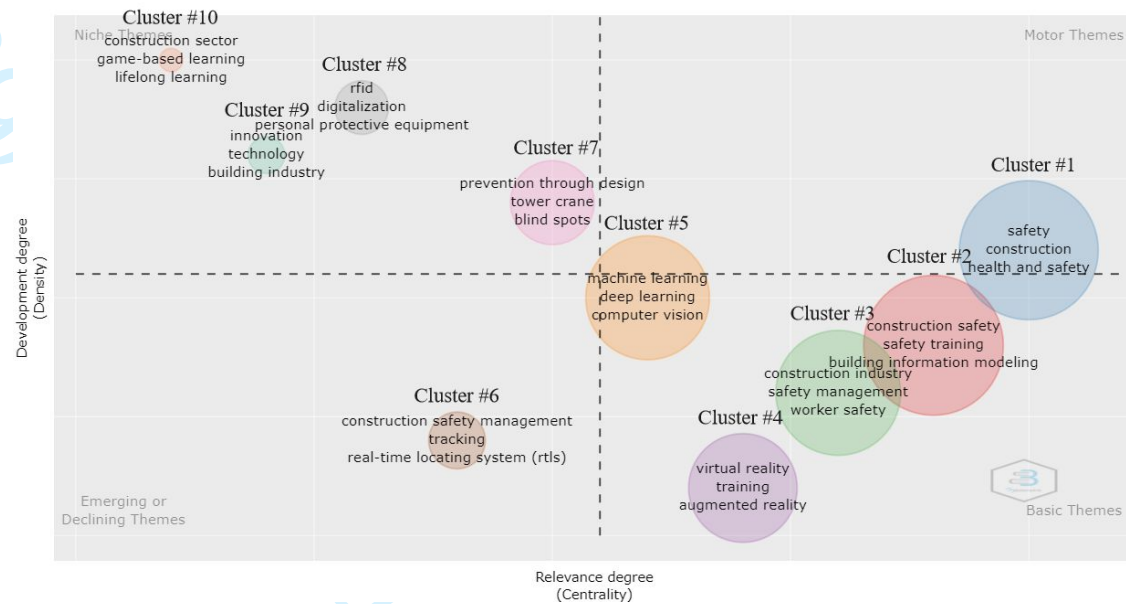 Cluster #10
Niche Themes
Motor Themes
construction sector
game-based learning
lifelong learning
Cluster #8
rfid
digitalization
personal protective equipment
Cluster #9
innovation
technology
building industry
Cluster #7
prevention through design
tower crane
blind spots
Cluster #1
safety
construction
health and safety
Cluster #5
machine learning
deep learning
computer vision
Cluster #2
construction safety
safety training
building information modeling
Cluster #3
construction industry
safety management
worker safety
Cluster #6
construction safety management
tracking
real-time locating system (rtls)
Cluster #4
virtual reality
training
augmented reality
Emerging or
Declining Themes
Basic Themes
Development degree
(Density)
Relevance degree
(Centrality)